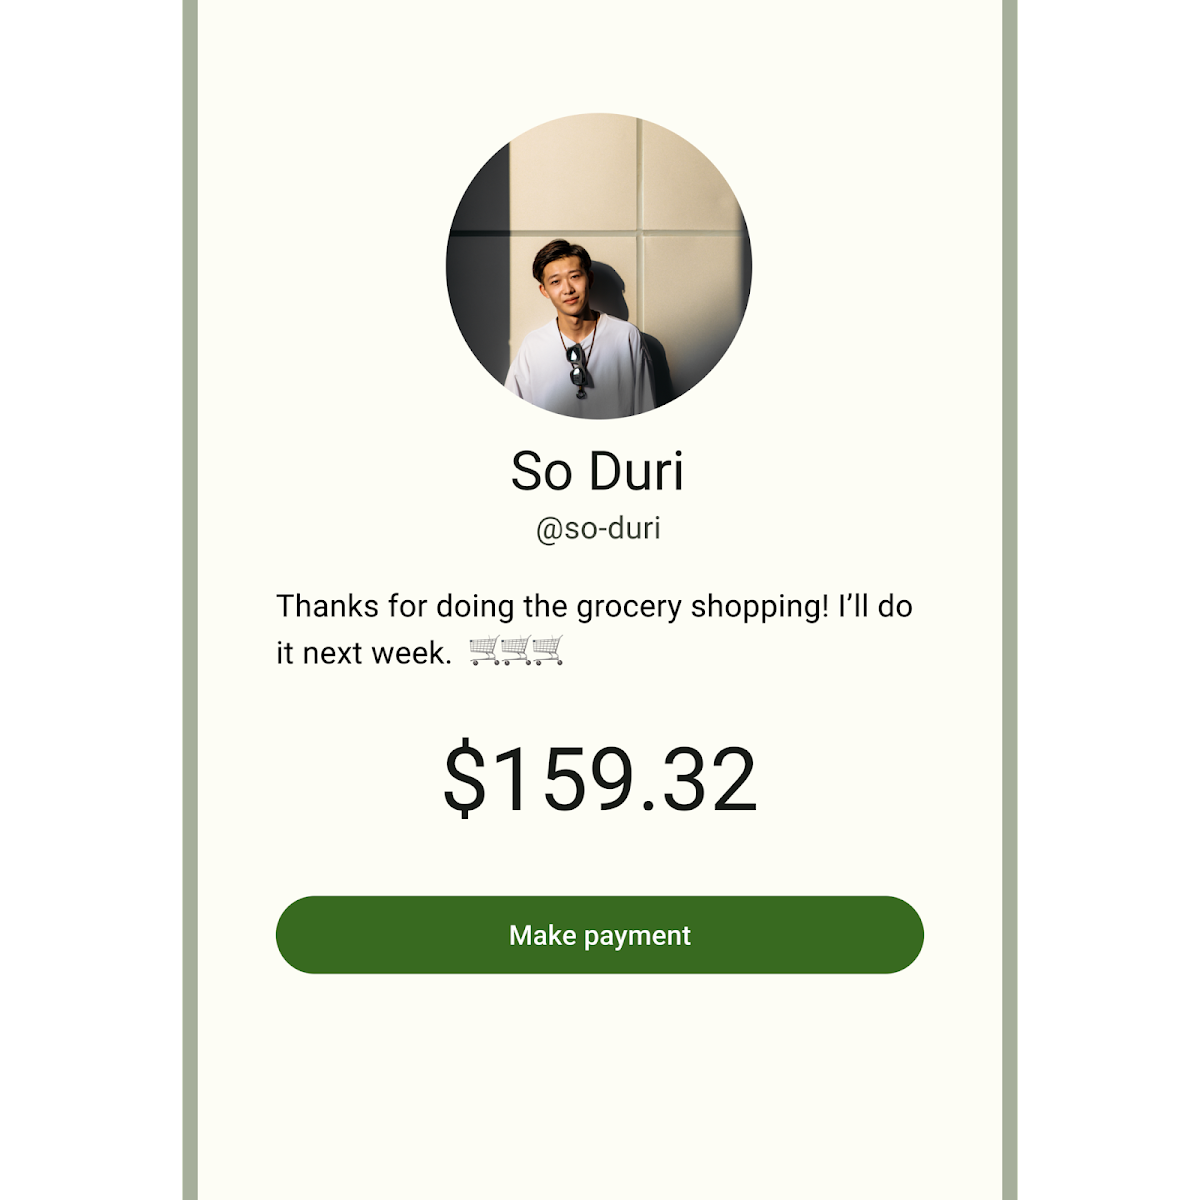 So Duri
@so-duri
Thanks for doing the grocery shopping! I’ll do
it next week. 🛒🛒🛒
$159.32
Make payment